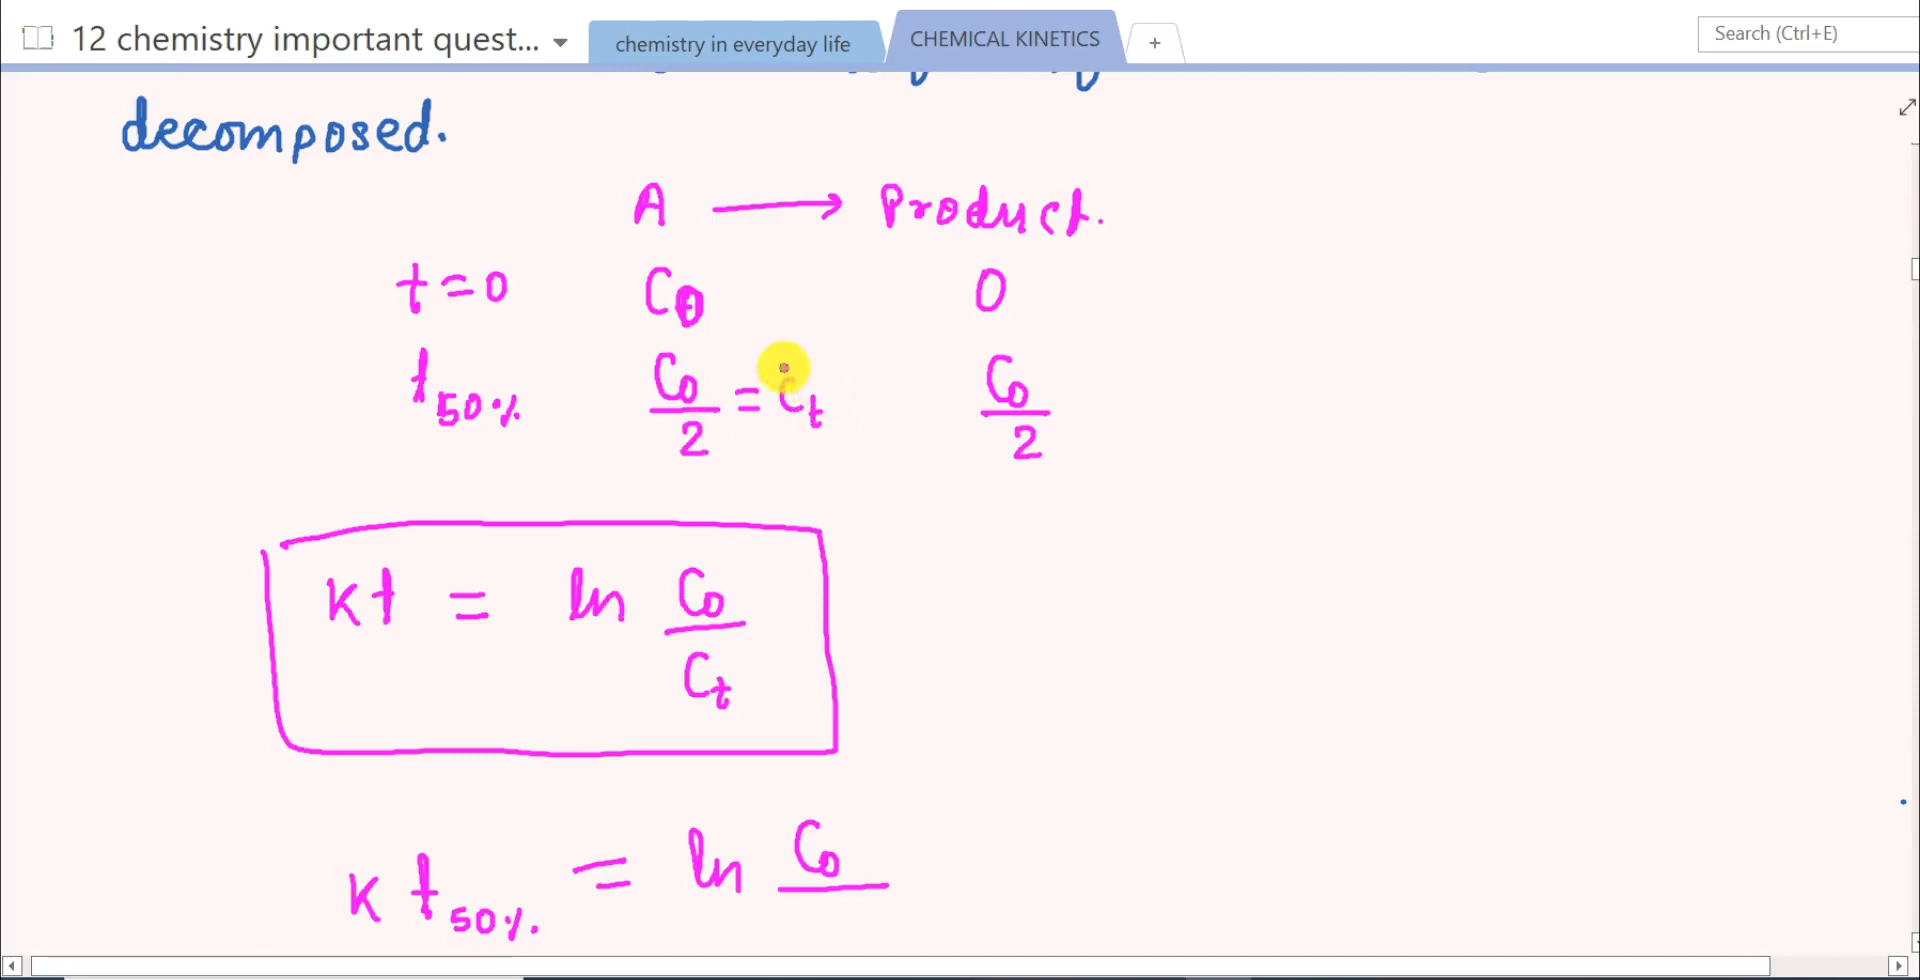 12 chemistry important quest...
chemistry in everyday life
CHEMICAL KINETICS
+
Search (Ctrl+E)
decomposed.
A → Product.
t=0 C0 0
t50% C0/2 = Ct C0/2
Kt = ln C0/Ct
K t50% = ln C0